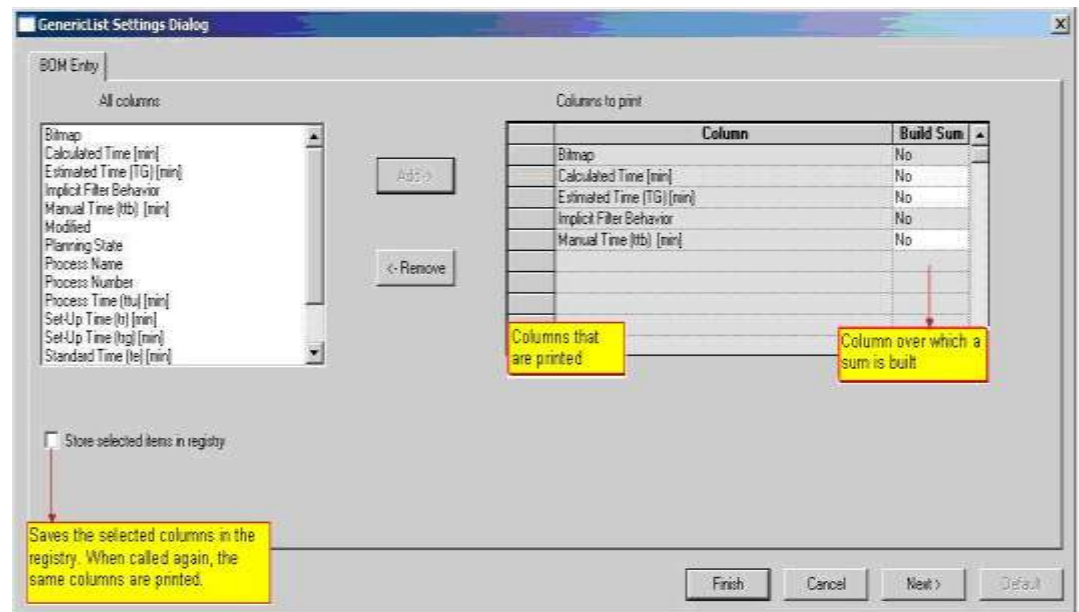 GenericList Settings Dialog
BOM Entry
All columns
Bitmap
Calculated Time [min]
Estimated Time (TG) [min]
Implicit Filter Behavior
Manual Time (ttb) [min]
Modified
Planning State
Process Name
Process Number
Process Time (ttu) [min]
Set-Up Time (tr) [min]
Set-Up Time (trg) [min]
Standard Time (te) [min]
Add->
<- Remove
Columns to print
Column Build Sum
Bitmap No
Calculated Time [min] No
Estimated Time (TG) [min] No
Implicit Filter Behavior No
Manual Time (ttb) [min] No
Columns that
are printed
Column over which a
sum is built
Store selected items in registry
Saves the selected columns in the
registry. When called again, the
same columns are printed.
Finish Cancel Next > Default